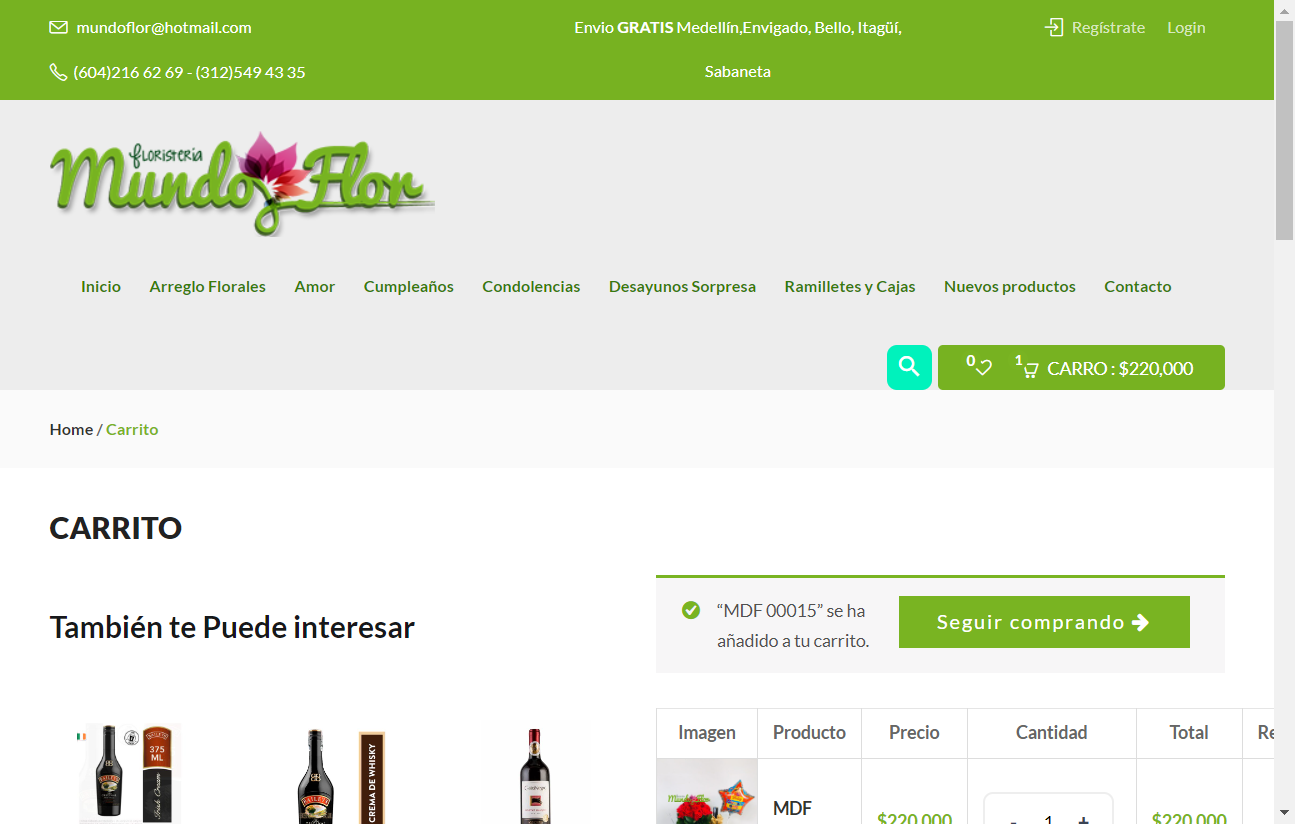 mundoflor@hotmail.com
(604)216 62 69 - (312)549 43 35
Envio GRATIS Medellín,Envigado, Bello, Itagüí,
Sabaneta
Regístrate Login
FLORISTERIA
Mundo Flor
Inicio Arreglo Florales Amor Cumpleaños Condolencias Desayunos Sorpresa Ramilletes y Cajas Nuevos productos Contacto
0 1 CARRO : $220,000
Home / Carrito
CARRITO
También te Puede interesar
“MDF 00015” se ha
añadido a tu carrito.
Seguir comprando
375
ML
Irish Cream
BAILEYS
CREMA DE WHISKY
Imagen Producto Precio Cantidad Total Re
MDF
$220,000 - 1 + $220,000